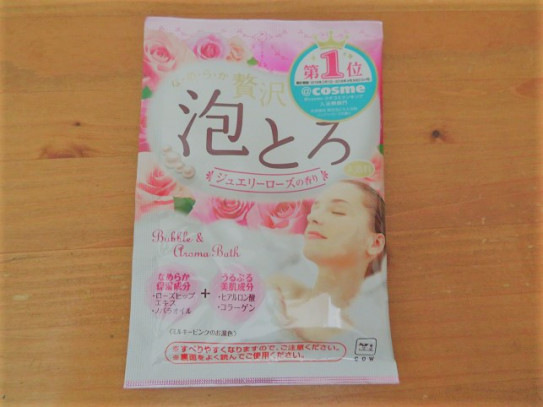 贅沢
第1位
@cosme
泡とろ
ジュエリーローズの香り
Bubble &
Aroma Bath
なめらか
保湿成分
・ローズヒップ
エキス
・ノバラオイル
+
うるぷる
美肌成分
・ヒアルロン酸
・コラーゲン
(ミルキーピンクのお湯色)
※すべりやすくなりますので、ご注意ください。
※裏面をよく読んでご使用ください。
COW